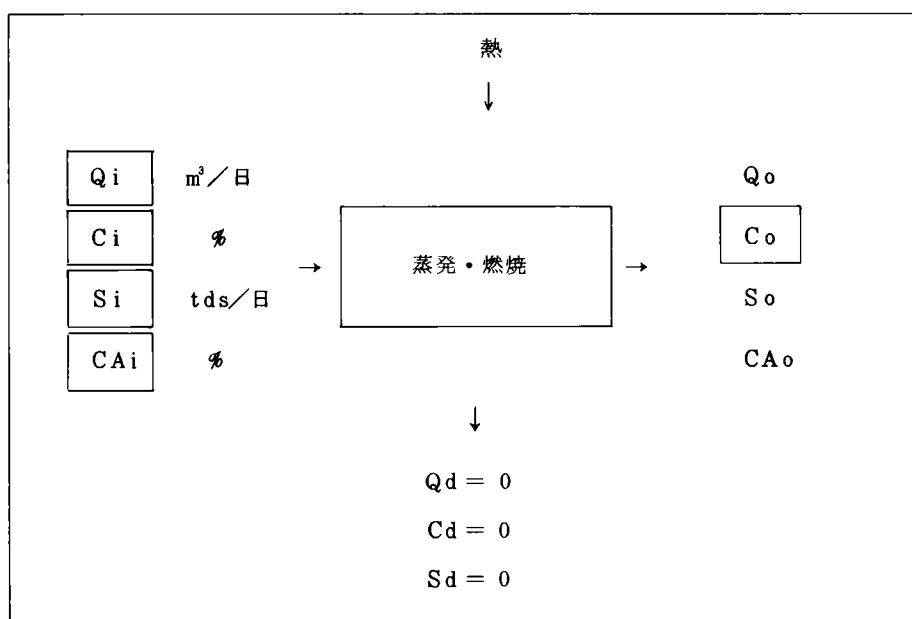 熱
↓
Qi m³／日 Qo
Ci % Co
→ 蒸発・燃焼 →
Si tds／日 So
CAi % CAo
↓
Qd = 0
Cd = 0
Sd = 0